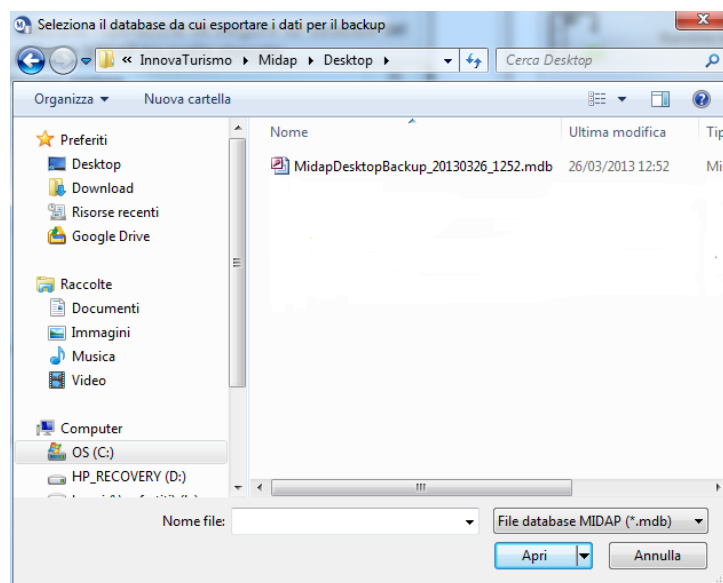 Seleziona il database da cui esportare i dati per il backup
« InnovaTurismo ▸ Midap ▸ Desktop ▸
Cerca Desktop
Organizza ▾ Nuova cartella
Preferiti
Desktop
Download
Risorse recenti
Google Drive
Raccolte
Documenti
Immagini
Musica
Video
Computer
OS (C:)
HP_RECOVERY (D:)
Nome Ultima modifica Tip
MidapDesktopBackup_20130326_1252.mdb 26/03/2013 12:52 Mi
Nome file:
File database MIDAP (*.mdb)
Apri Annulla